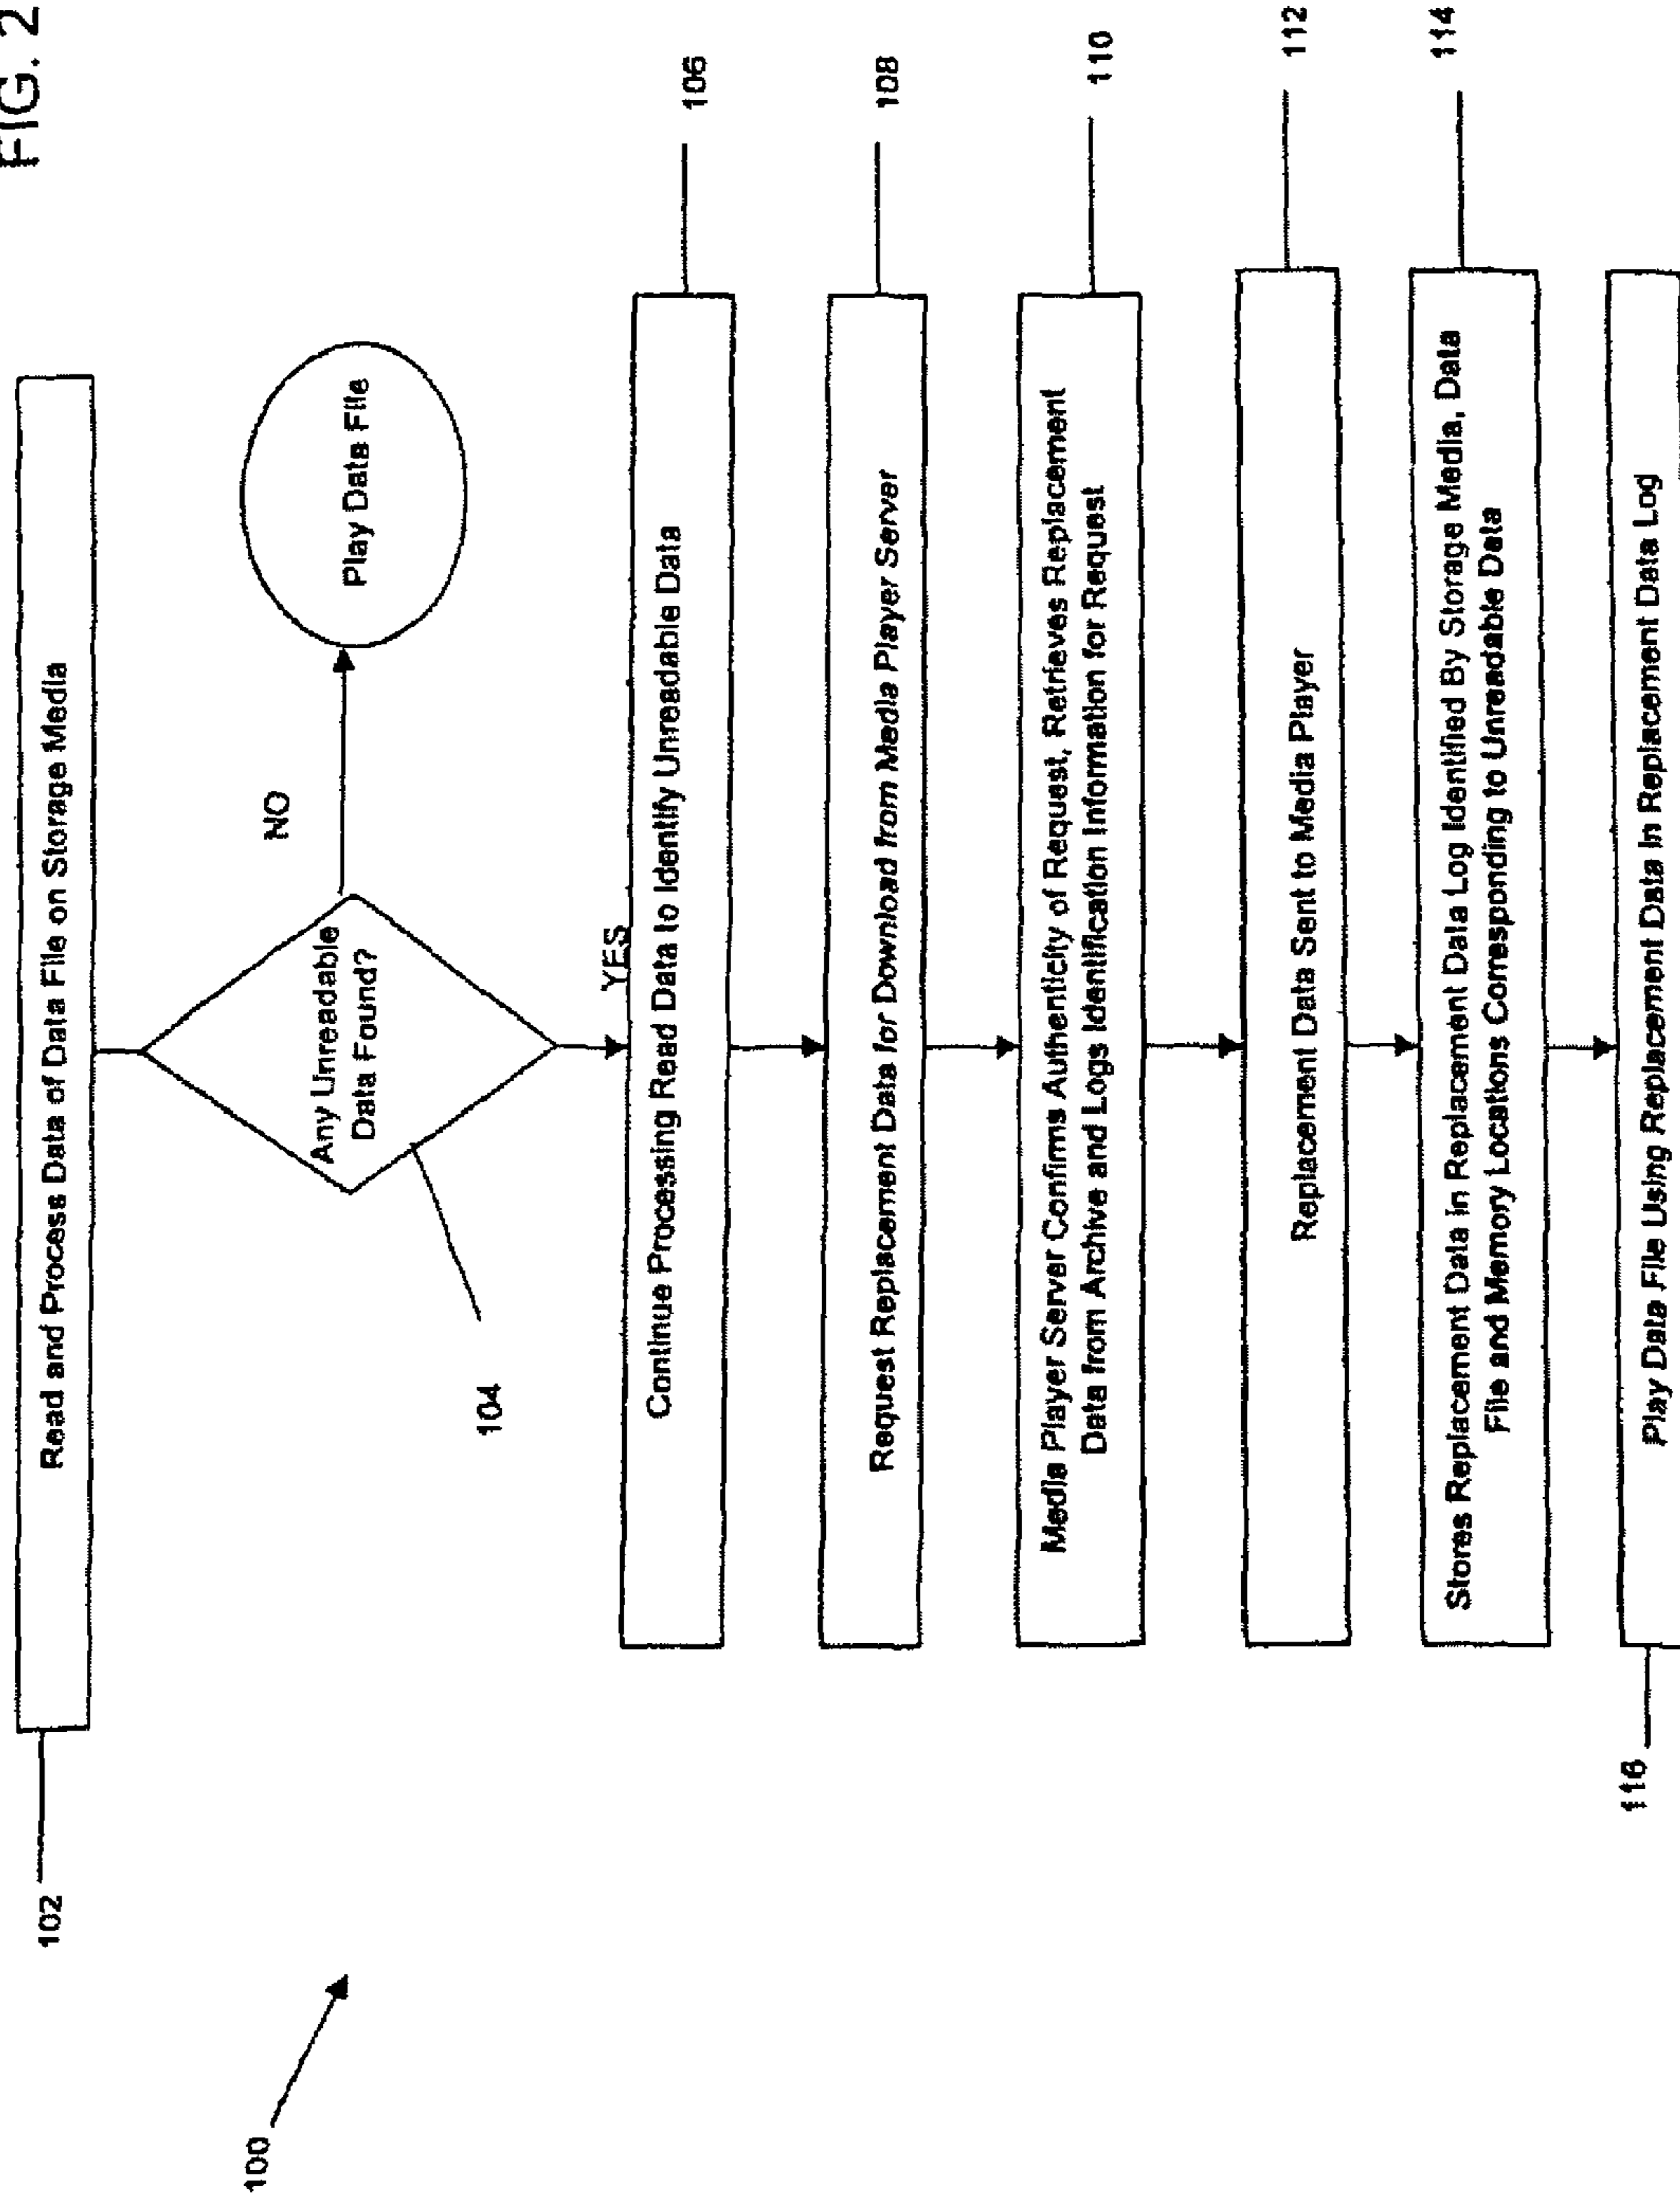 FIG. 2
100
102
Read and Process Data of Data File on Storage Media
Any Unreadable
Data Found?
NO
Play Data File
104
YES
Continue Processing Read Data to Identify Unreadable Data
106
Request Replacement Data for Download from Media Player Server
108
Media Player Server Confirms Authenticity of Request, Retrieves Replacement
Data from Archive and Logs Identification Information for Request
110
Replacement Data Sent to Media Player
112
Stores Replacement Data in Replacement Data Log Identified By Storage Media, Data
File and Memory Locations Corresponding to Unreadable Data
114
116
Play Data File Using Replacement Data In Replacement Data Log